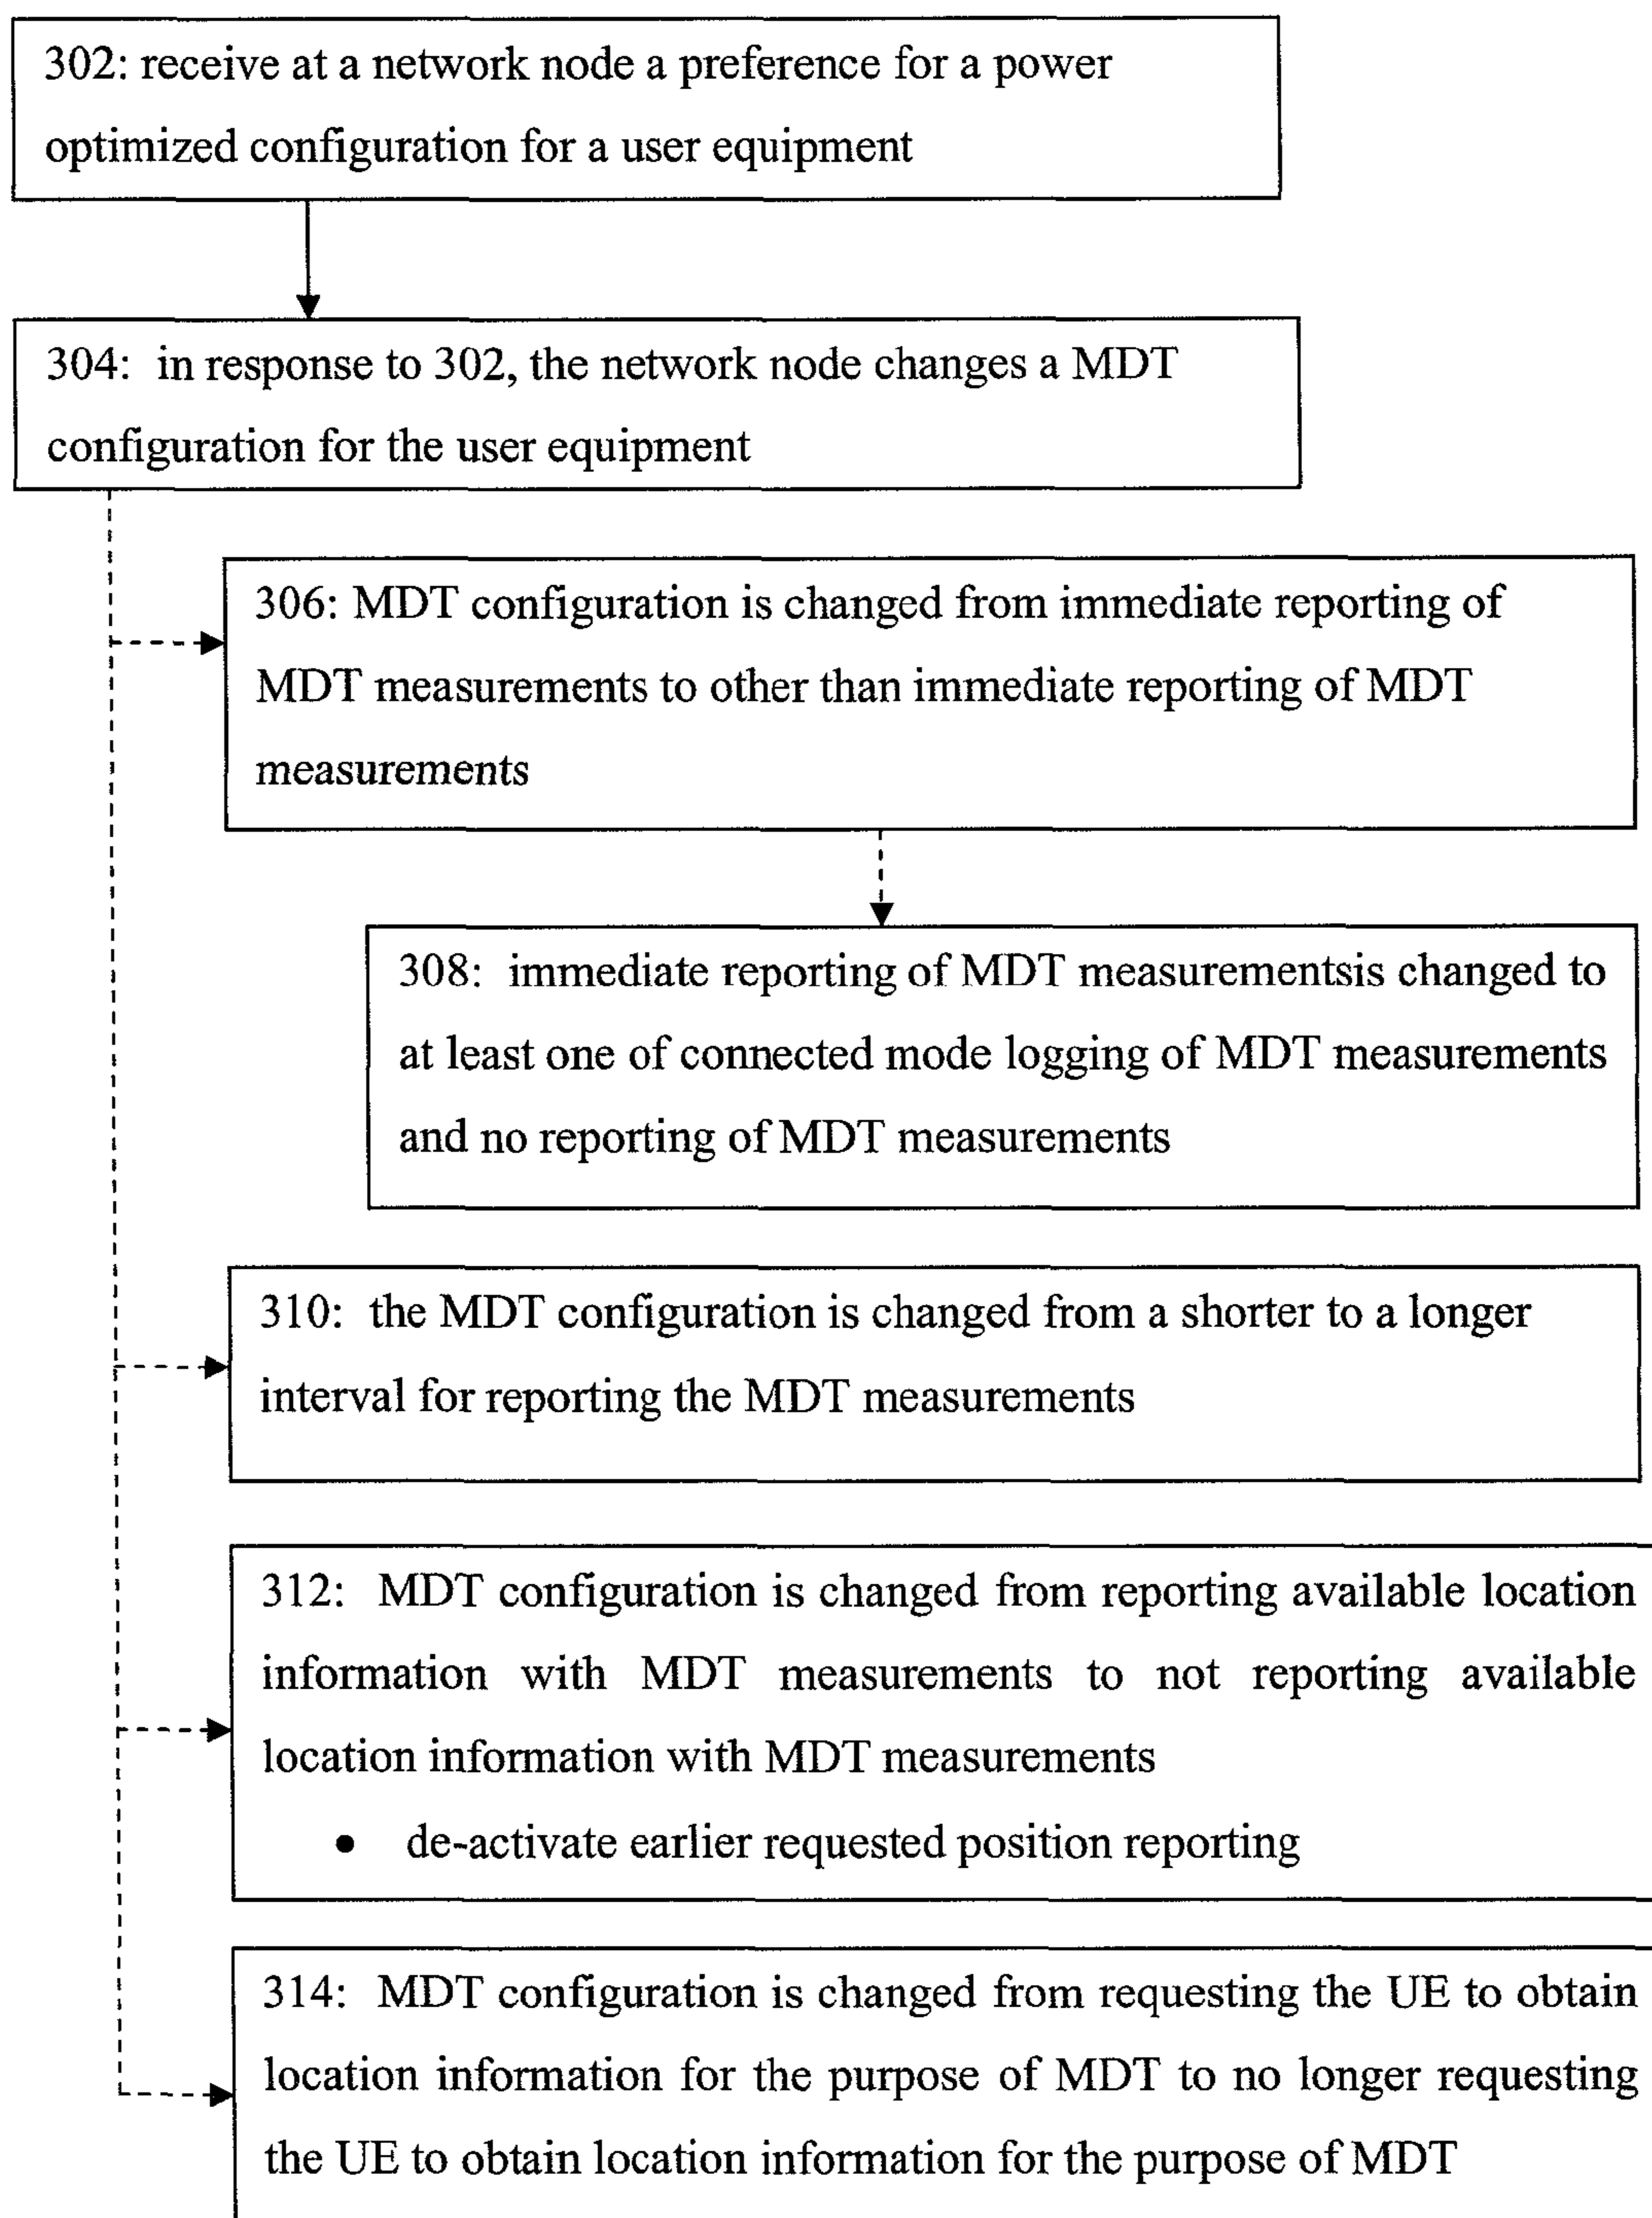 302: receive at a network node a preference for a power
optimized configuration for a user equipment
304: in response to 302, the network node changes a MDT
configuration for the user equipment
306: MDT configuration is changed from immediate reporting of
MDT measurements to other than immediate reporting of MDT
measurements
308: immediate reporting of MDT measurementsis changed to
at least one of connected mode logging of MDT measurements
and no reporting of MDT measurements
310: the MDT configuration is changed from a shorter to a longer
interval for reporting the MDT measurements
312: MDT configuration is changed from reporting available location
information with MDT measurements to not reporting available
location information with MDT measurements
• de-activate earlier requested position reporting
314: MDT configuration is changed from requesting the UE to obtain
location information for the purpose of MDT to no longer requesting
the UE to obtain location information for the purpose of MDT